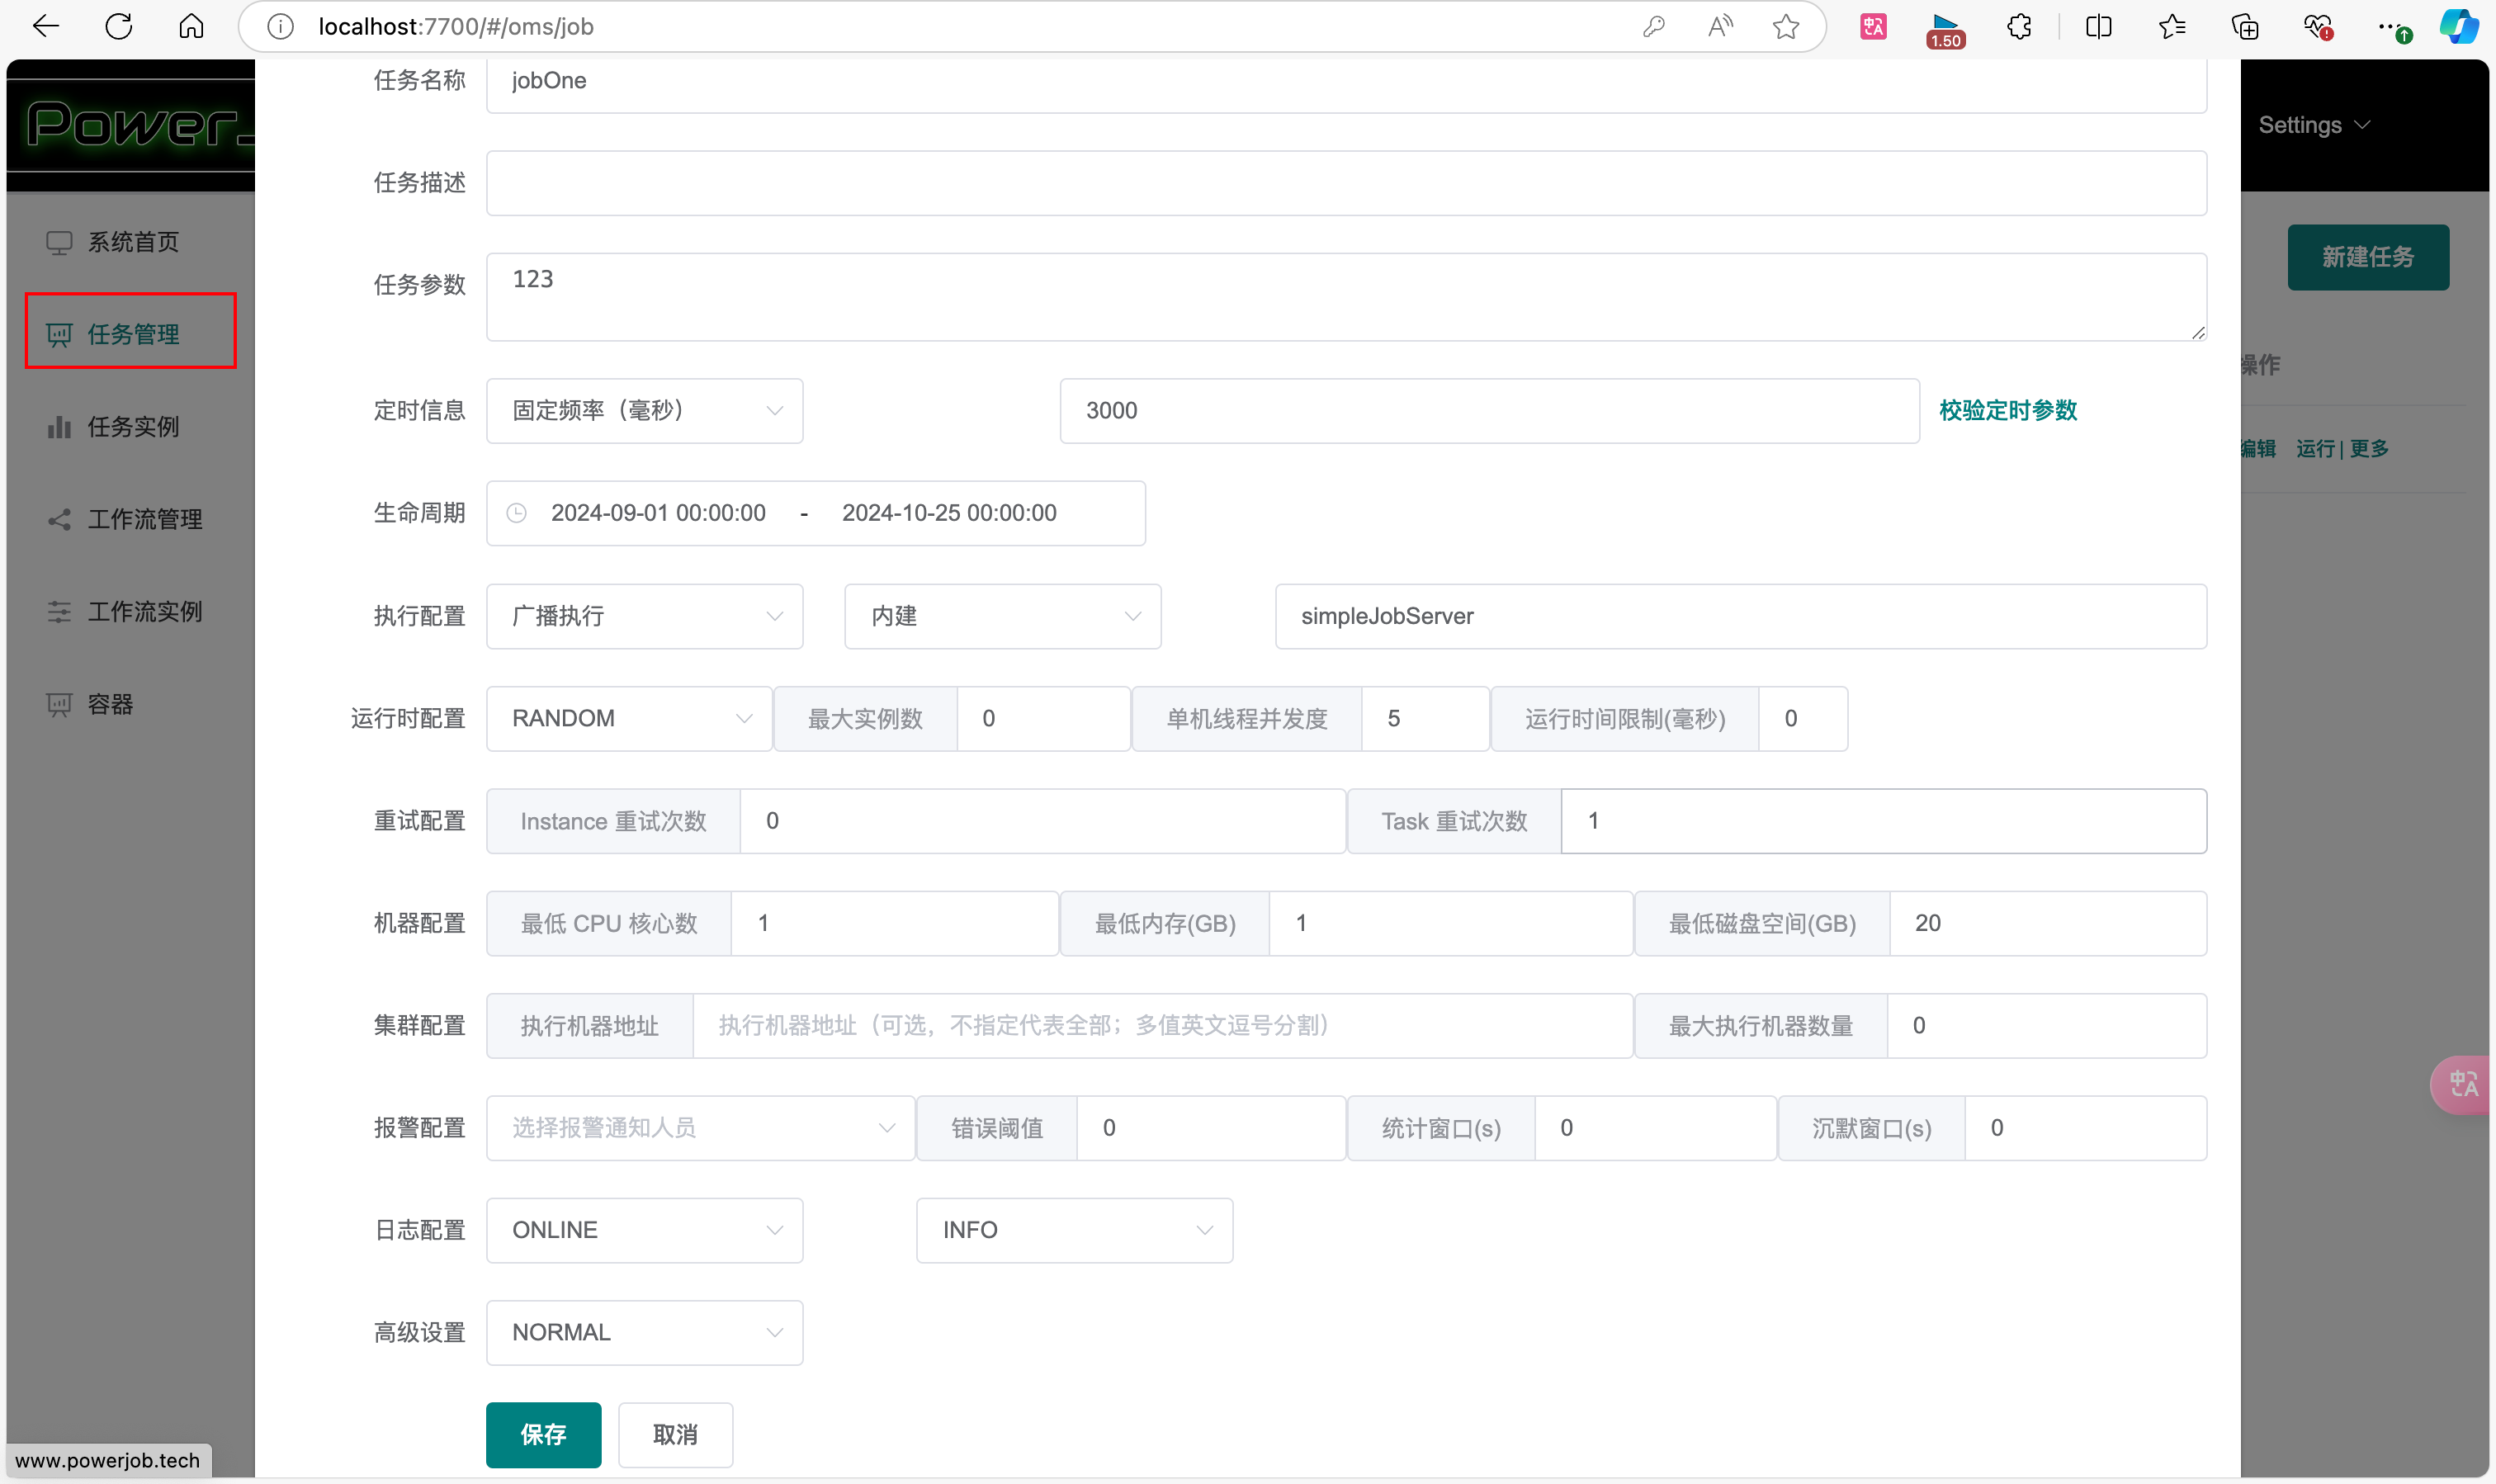 localhost:7700/#/oms/job
1.50
Power_
Settings
系统首页
任务管理
任务实例
工作流管理
工作流实例
容器
新建任务
操作
编辑 运行 | 更多
任务名称 jobOne
任务描述
任务参数 123
定时信息 固定频率（毫秒） 3000 校验定时参数
生命周期 2024-09-01 00:00:00 - 2024-10-25 00:00:00
执行配置 广播执行 内建 simpleJobServer
运行时配置 RANDOM 最大实例数 0 单机线程并发度 5 运行时间限制(毫秒) 0
重试配置 Instance 重试次数 0 Task 重试次数 1
机器配置 最低 CPU 核心数 1 最低内存(GB) 1 最低磁盘空间(GB) 20
集群配置 执行机器地址 执行机器地址（可选，不指定代表全部；多值英文逗号分割） 最大执行机器数量 0
报警配置 选择报警通知人员 错误阈值 0 统计窗口(s) 0 沉默窗口(s) 0
日志配置 ONLINE INFO
高级设置 NORMAL
保存 取消
www.powerjob.tech
中A